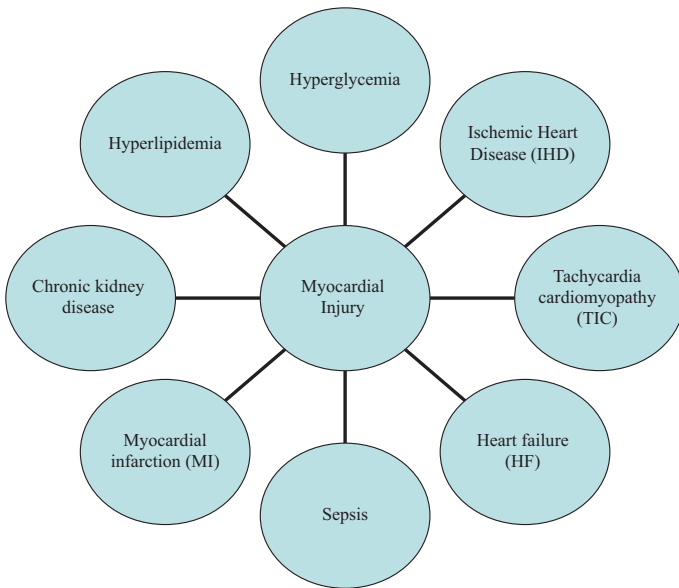 Hyperglycemia
Hyperlipidemia
Ischemic Heart
Disease (IHD)
Chronic kidney
disease
Myocardial
Injury
Tachycardia
cardiomyopathy
(TIC)
Myocardial
infarction (MI)
Heart failure
(HF)
Sepsis